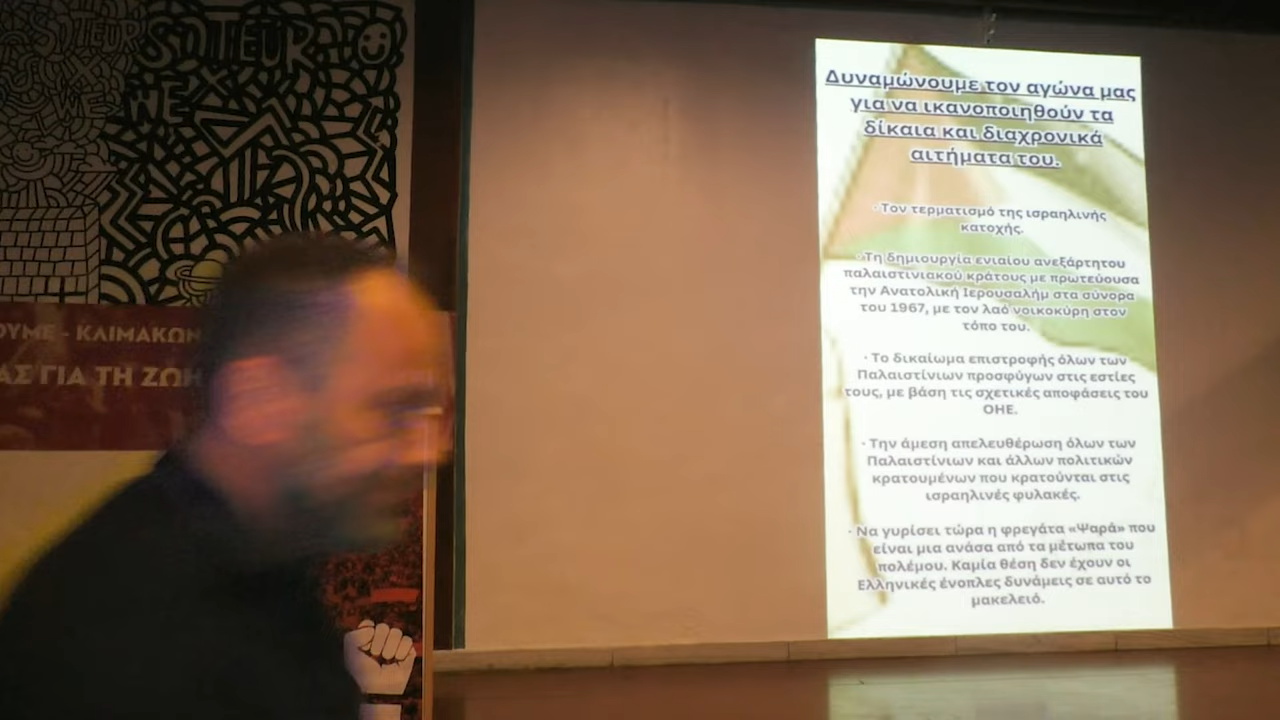 SOTEUR
SOTEUR
WE
WE
ΟΥΜΕ - ΚΛΙΜΑΚΩΝ
ΑΣ ΓΙΑ ΤΗ ΖΩΗ
Δυναμώνουμε τον αγώνα μας
για να ικανοποιηθούν τα
δίκαια και διαχρονικά
αιτήματα του.
· Τον τερματισμό της ισραηλινής
κατοχής.
· Τη δημιουργία ενιαίου ανεξάρτητου
παλαιστινιακού κράτους με πρωτεύουσα
την Ανατολική Ιερουσαλήμ στα σύνορα
του 1967, με τον λαό νοικοκύρη στον
τόπο του.
· Το δικαίωμα επιστροφής όλων των
Παλαιστίνιων προσφύγων στις εστίες
τους, με βάση τις σχετικές αποφάσεις του
ΟΗΕ.
· Την άμεση απελευθέρωση όλων των
Παλαιστίνιων και άλλων πολιτικών
κρατουμένων που κρατούνται στις
ισραηλινές φυλακές.
· Να γυρίσει τώρα η φρεγάτα «Ψαρά» που
είναι μια ανάσα από τα μέτωπα του
πολέμου. Καμία θέση δεν έχουν οι
Ελληνικές ένοπλες δυνάμεις σε αυτό το
μακελειό.